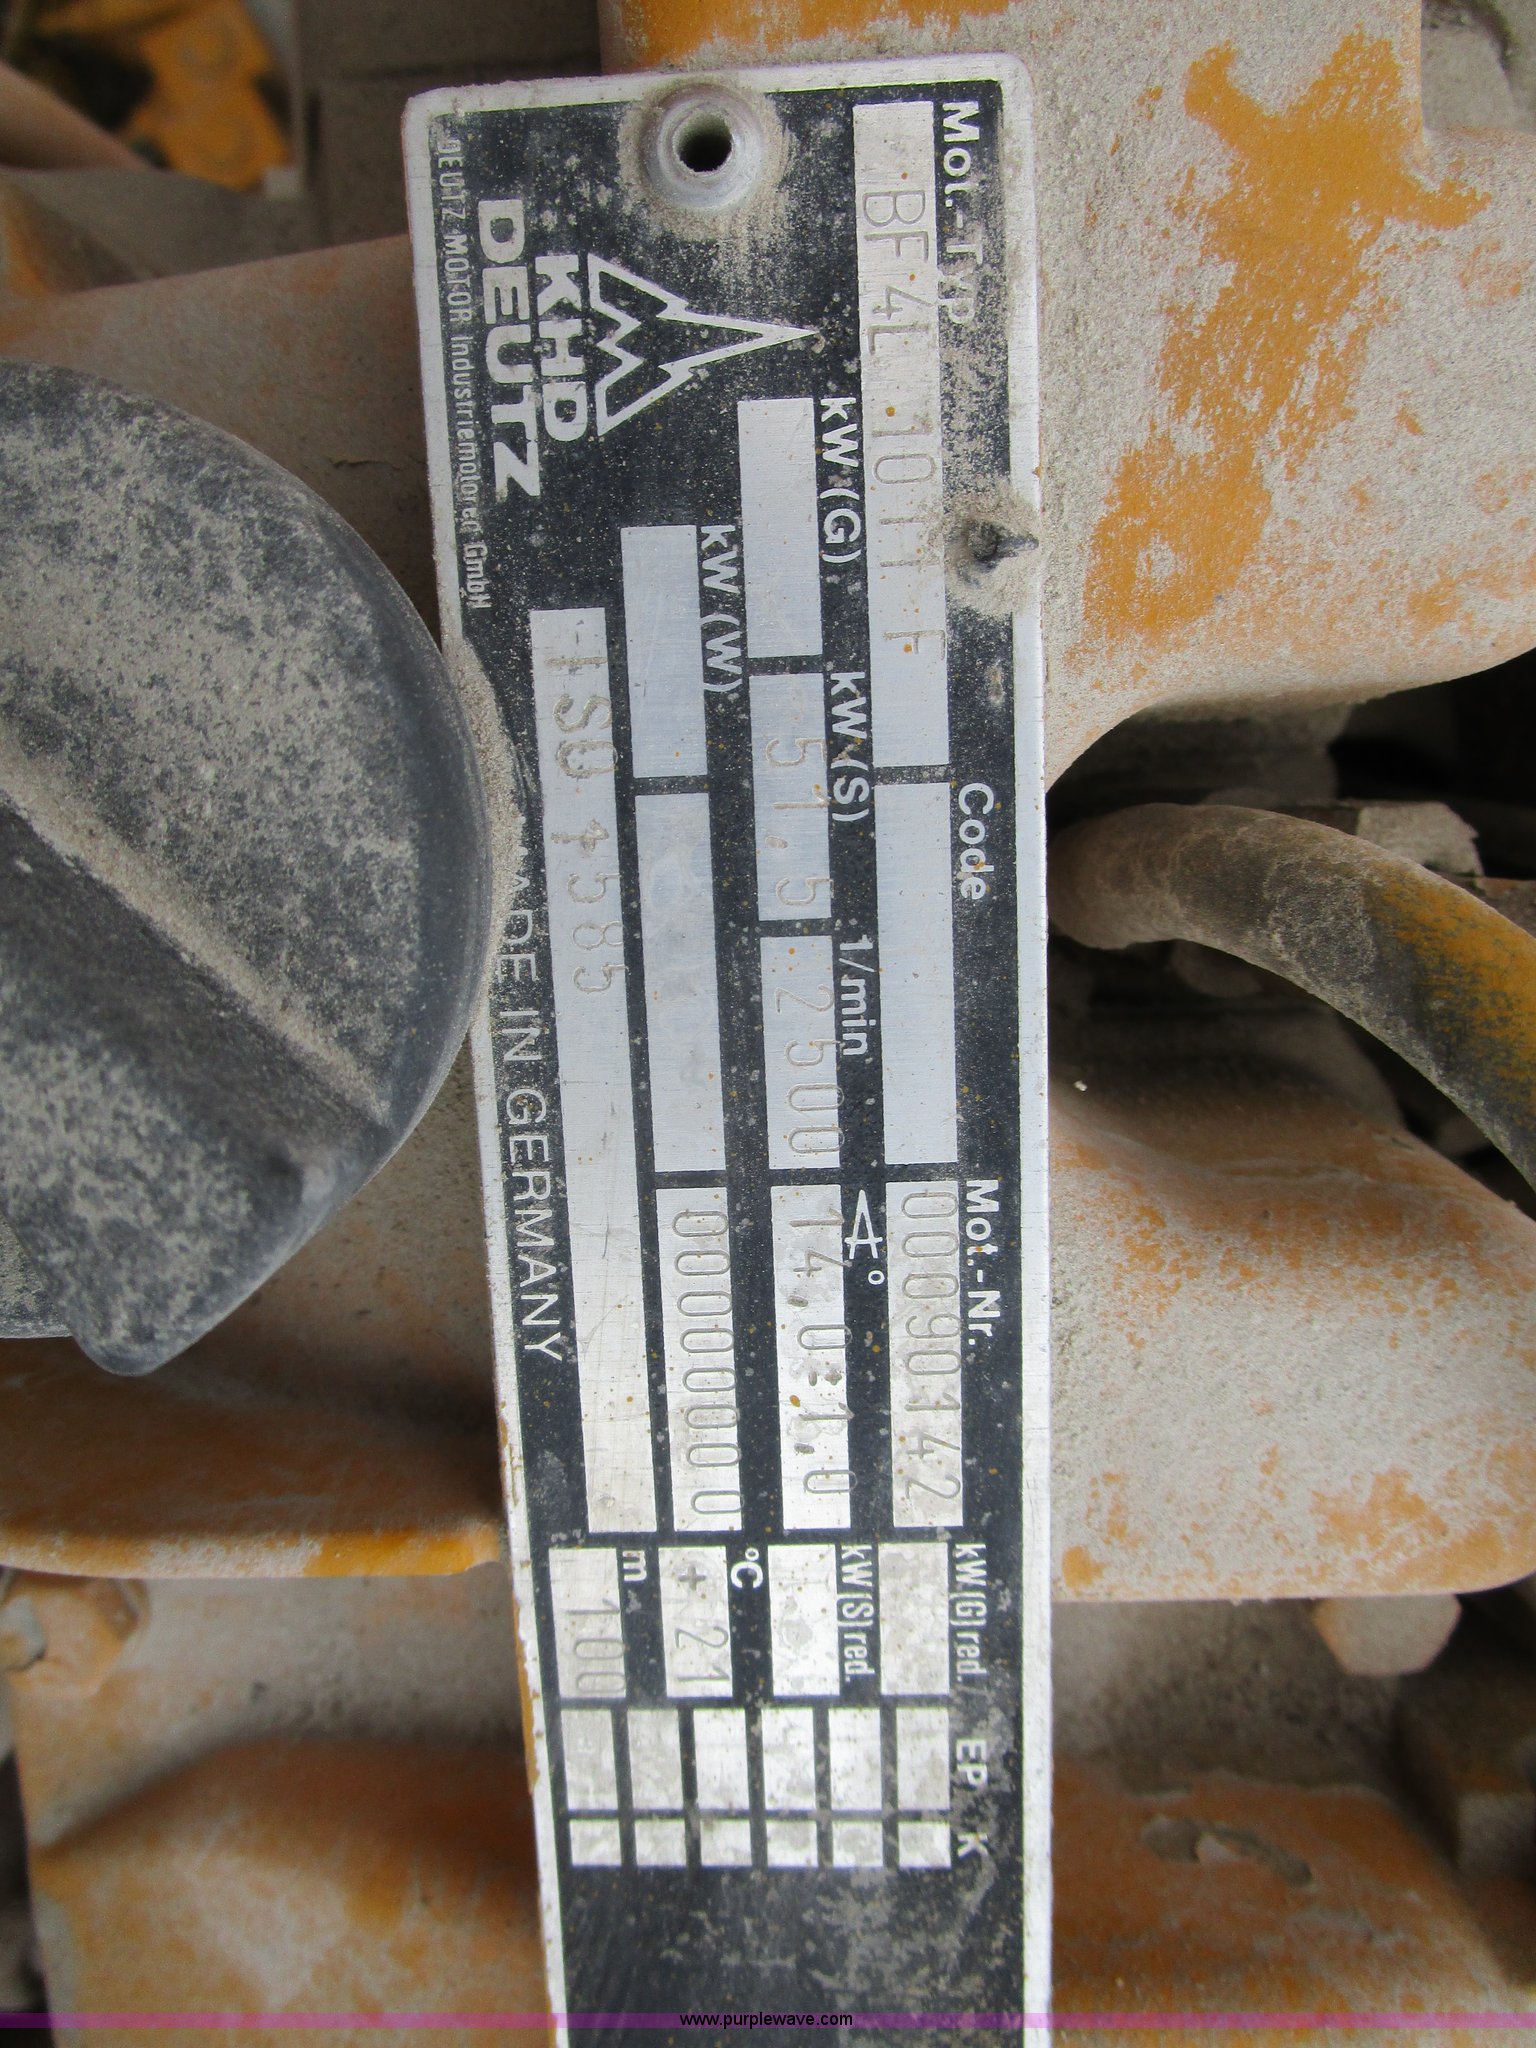 Mot.-Typ Code Mot.-Nr. kW(G)red. EP K
BF4L 1011 F 00090142
kW(G) kW(S) 1/min A° kW(S)red.
51.5 2500 14,0±1,0
kW(W) °C
00000000 +21
m
ISO 4585 100
KHD
DEUTZ
MADE IN GERMANY
DEUTZ MOTOR Industriemotoren GmbH
www.purplewave.com